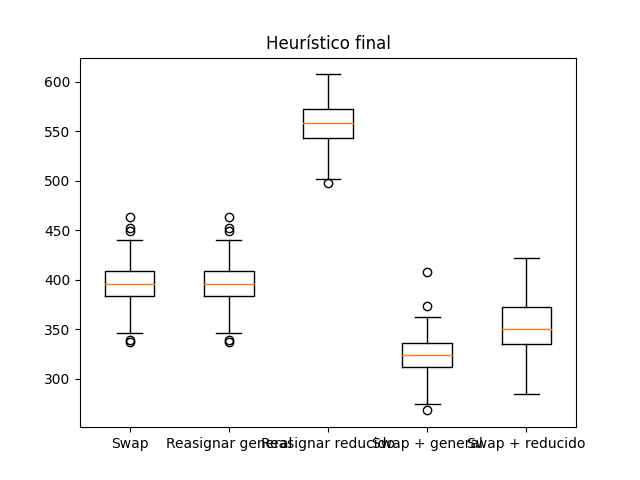 Heurístico final
600
550
500
450
400
350
300
Swap
Reasignar general
Reasignar reducido
Swap + general
Swap + reducido